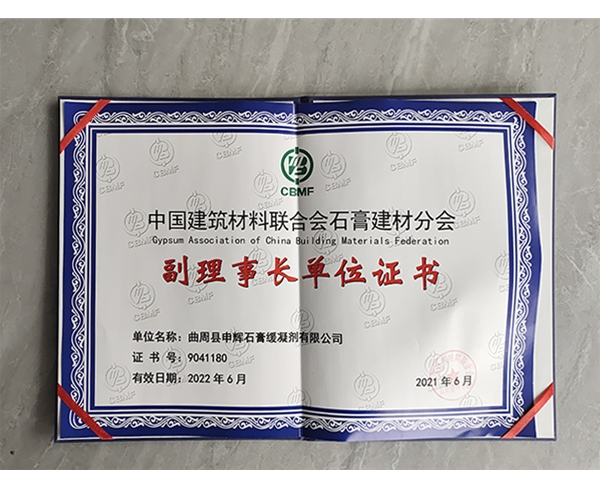 CBMF
中国建筑材料联合会石膏建材分会
Gypsum Association of China Building Materials Federation
副理事长单位证书
单位名称：曲周县申辉石膏缓凝剂有限公司
证 书 号：9041180
有效日期：2022年6月
2021年6月